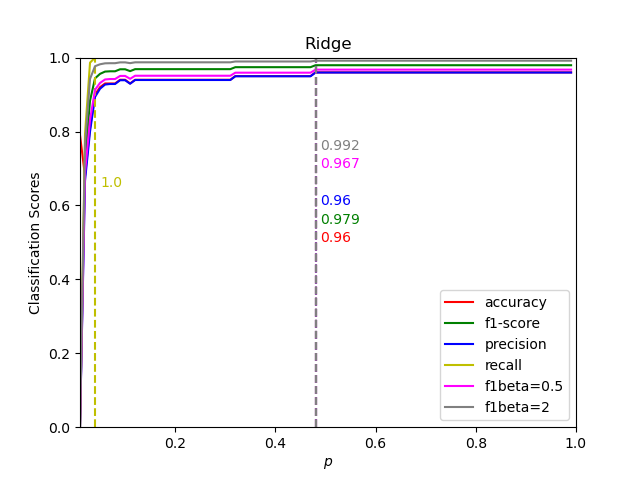 Ridge
1.0
0.8
0.6
0.4
0.2
0.0
Classification Scores
0.992
0.967
1.0
0.96
0.979
0.96
accuracy
f1-score
precision
recall
f1beta=0.5
f1beta=2
0.2
0.4
0.6
0.8
1.0
p